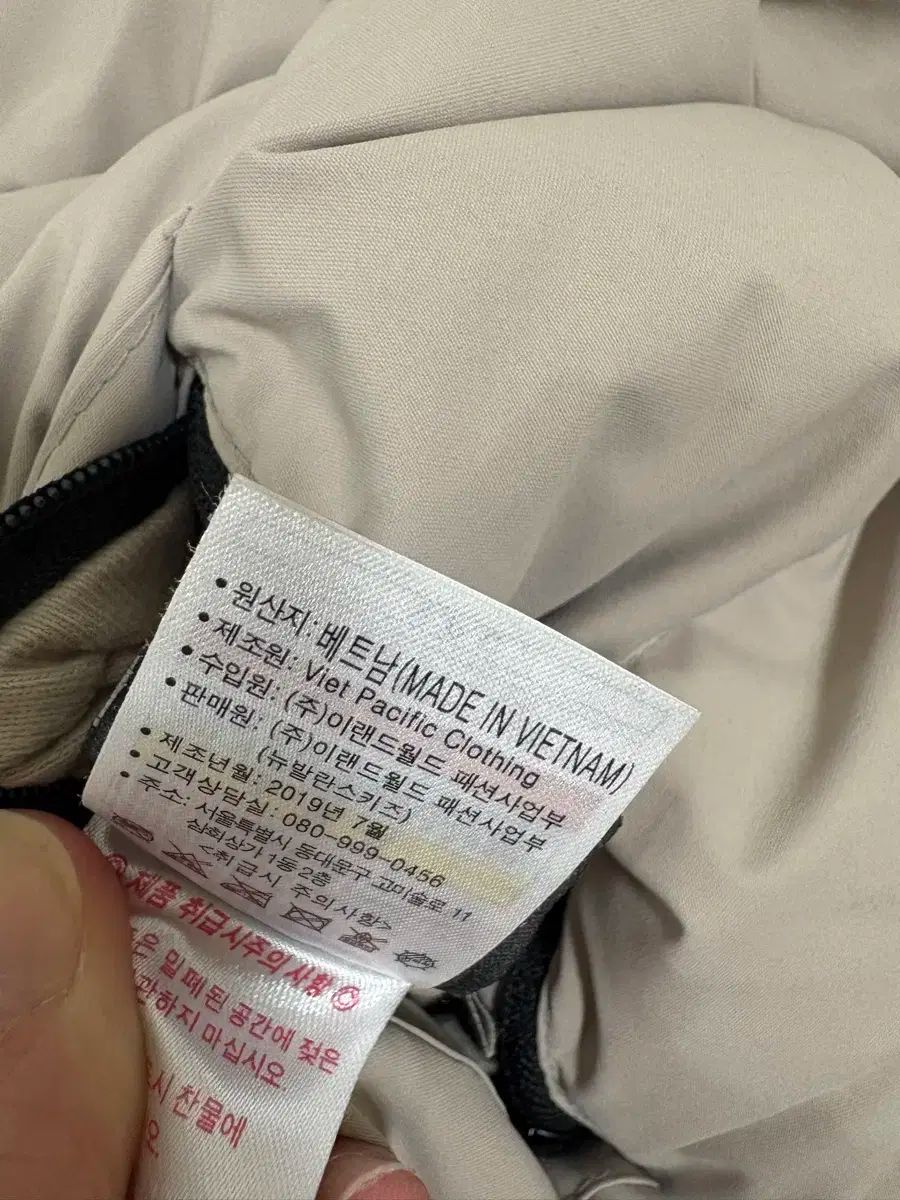 • 원산지: 베트남(MADE IN VIETNAM)
• 제조원: Viet Pacific Clothing
• 수입원: (주)이랜드월드 패션사업부
• 판매원: (주)이랜드월드 패션사업부
(뉴발란스키즈)
• 제조년월: 2019년 7월
• 고객상담실: 080-999-0456
• 주소: 서울특별시 동대문구 고미술로 11
삼희상가 1동 2층
<취급시 주의사항>
제품 취급시주의사항
은 밀폐된 공간에 젖은
관하지 마십시오.
시 찬물에
오.